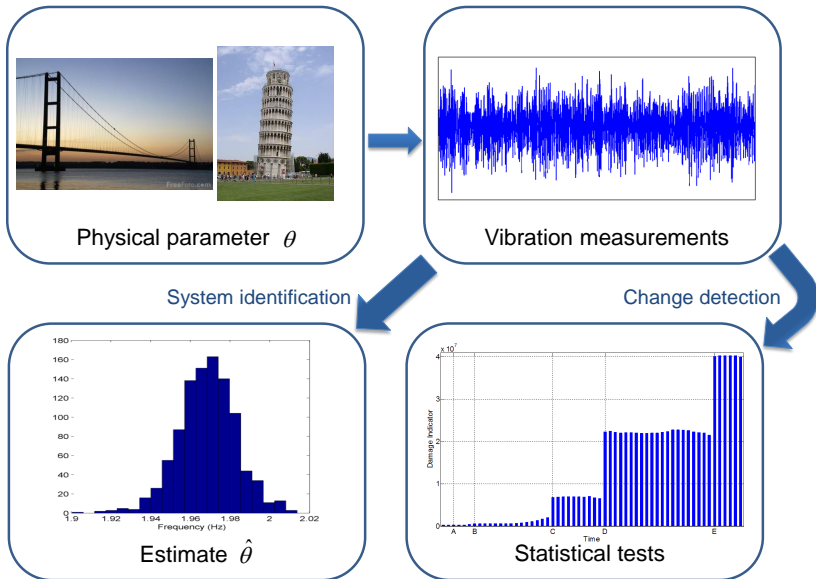 FreeFoto.com
Physical parameter θ
Vibration measurements
System identification
Change detection
180
160
140
120
100
80
60
40
20
0
1.9 1.92 1.94 1.96 1.98 2 2.02
Frequency (Hz)
Estimate θ̂
x 10^7
4
3
2
1
0
Damage Indicator
A B C D E
Time
Statistical tests